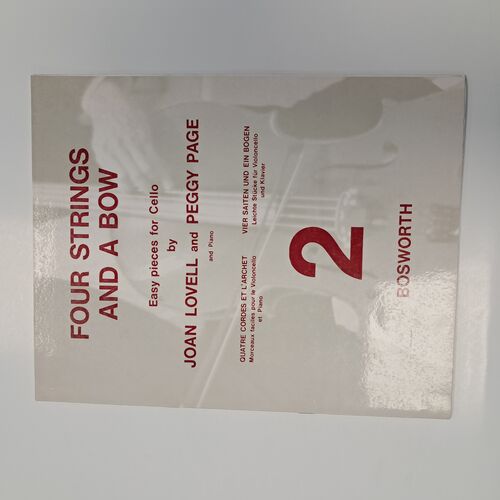 FOUR STRINGS
AND A BOW
Easy pieces for Cello
by
JOAN LOVELL and PEGGY PAGE
and Piano
QUATRE CORDES ET L'ARCHET
Morceaux faciles pour le Violoncello
et Piano
VIER SAITEN UND EIN BOGEN
Leichte Stücke für Violoncello
und Klavier
2
BOSWORTH